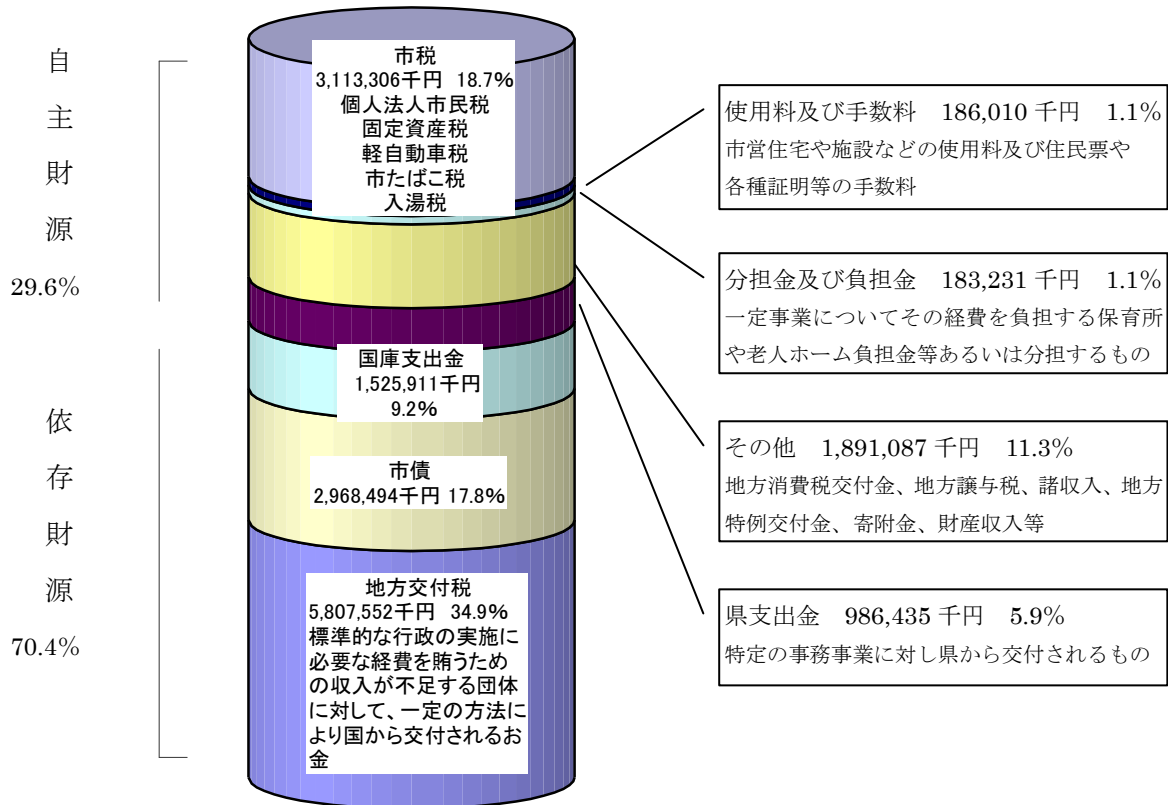 自主財源
29.6%
依存財源
70.4%
市税
3,113,306千円 18.7%
個人法人市民税
固定資産税
軽自動車税
市たばこ税
入湯税
国庫支出金
1,525,911千円
9.2%
市債
2,968,494千円 17.8%
地方交付税
5,807,552千円 34.9%
標準的な行政の実施に
必要な経費を賄うため
の収入が不足する団体
に対して、一定の方法に
より国から交付されるお
金
使用料及び手数料 186,010 千円 1.1%
市営住宅や施設などの使用料及び住民票や
各種証明等の手数料
分担金及び負担金 183,231 千円 1.1%
一定事業についてその経費を負担する保育所
や老人ホーム負担金等あるいは分担するもの
その他 1,891,087 千円 11.3%
地方消費税交付金、地方譲与税、諸収入、地方
特例交付金、寄附金、財産収入等
県支出金 986,435 千円 5.9%
特定の事務事業に対し県から交付されるもの